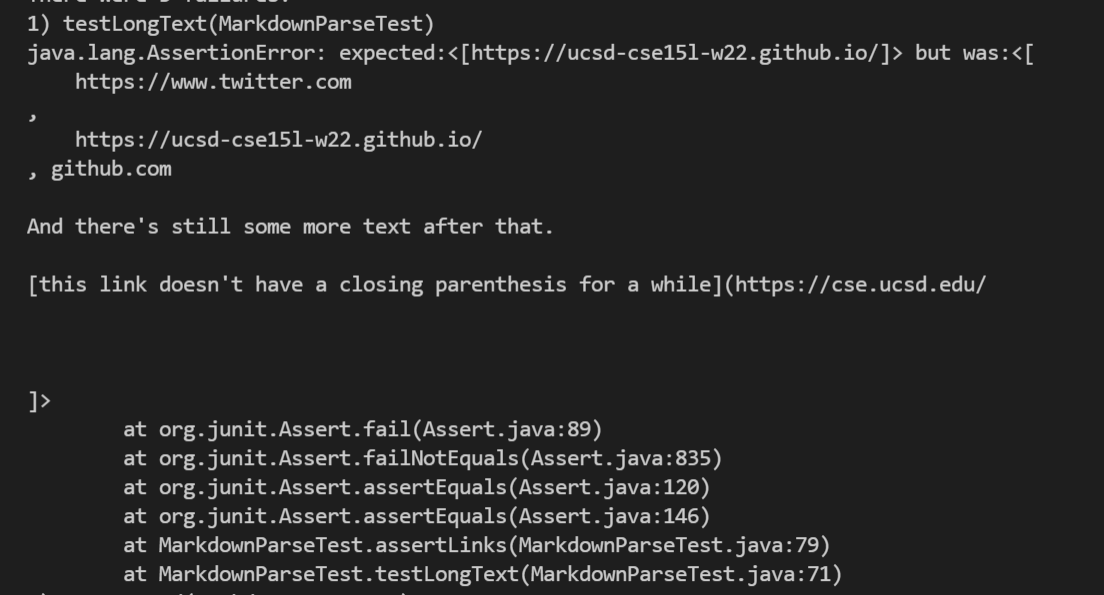 There were 3 failures:
1) testLongText(MarkdownParseTest)
java.lang.AssertionError: expected:<[https://ucsd-cse15l-w22.github.io/]> but was:<[
    https://www.twitter.com
,
    https://ucsd-cse15l-w22.github.io/
, github.com

And there's still some more text after that.

[this link doesn't have a closing parenthesis for a while](https://cse.ucsd.edu/



]>
        at org.junit.Assert.fail(Assert.java:89)
        at org.junit.Assert.failNotEquals(Assert.java:835)
        at org.junit.Assert.assertEquals(Assert.java:120)
        at org.junit.Assert.assertEquals(Assert.java:146)
        at MarkdownParseTest.assertLinks(MarkdownParseTest.java:79)
        at MarkdownParseTest.testLongText(MarkdownParseTest.java:71)